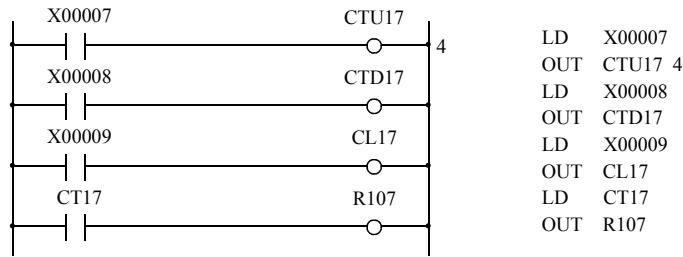 X00007 CTU17
4
X00008 CTD17
X00009 CL17
CT17 R107
LD X00007
OUT CTU17 4
LD X00008
OUT CTD17
LD X00009
OUT CL17
LD CT17
OUT R107